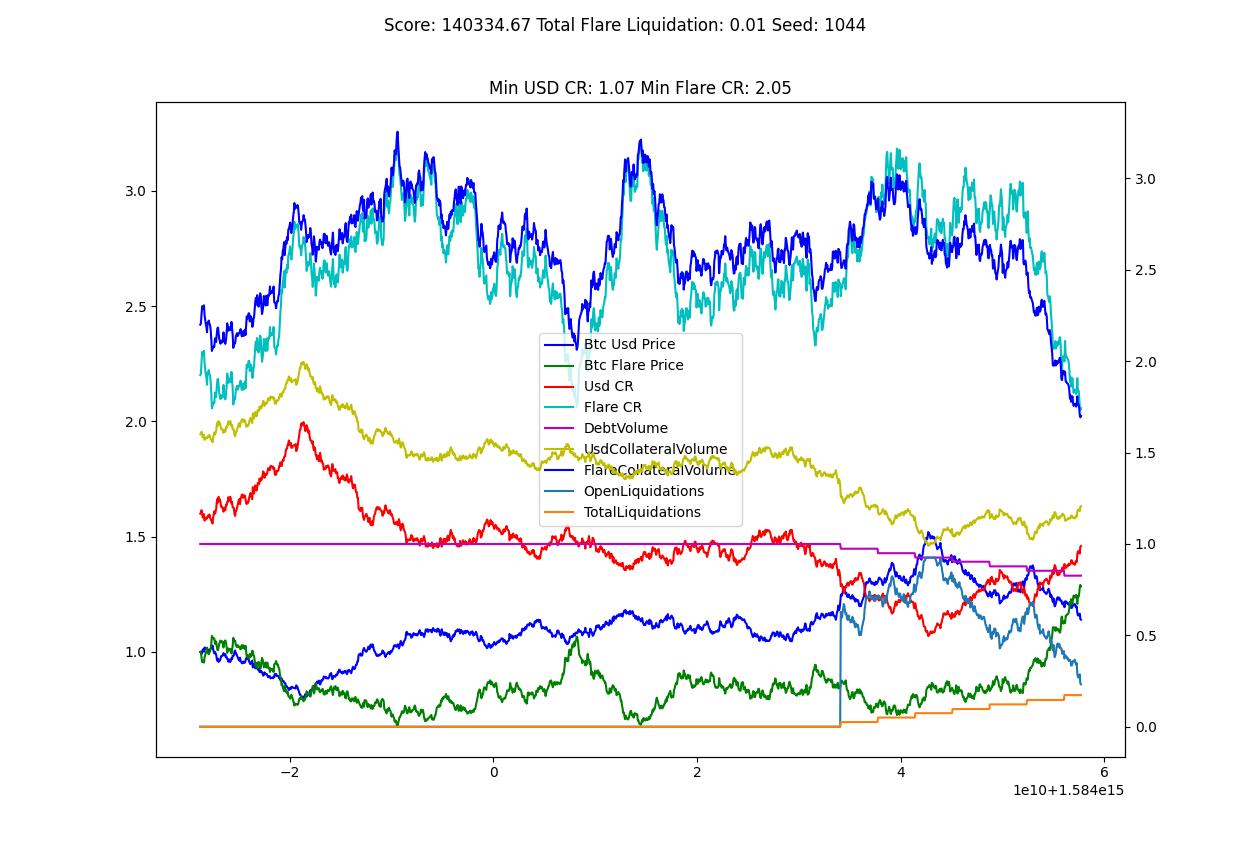 Score: 140334.67 Total Flare Liquidation: 0.01 Seed: 1044
Min USD CR: 1.07 Min Flare CR: 2.05
3.0
2.5
2.0
1.5
1.0
Btc Usd Price
Btc Flare Price
Usd CR
Flare CR
DebtVolume
UsdCollateralVolume
FlareCollateralVolume
OpenLiquidations
TotalLiquidations
3.0
2.5
2.0
1.5
1.0
0.5
0.0
−2 0 2 4 6
1e10+1.584e15